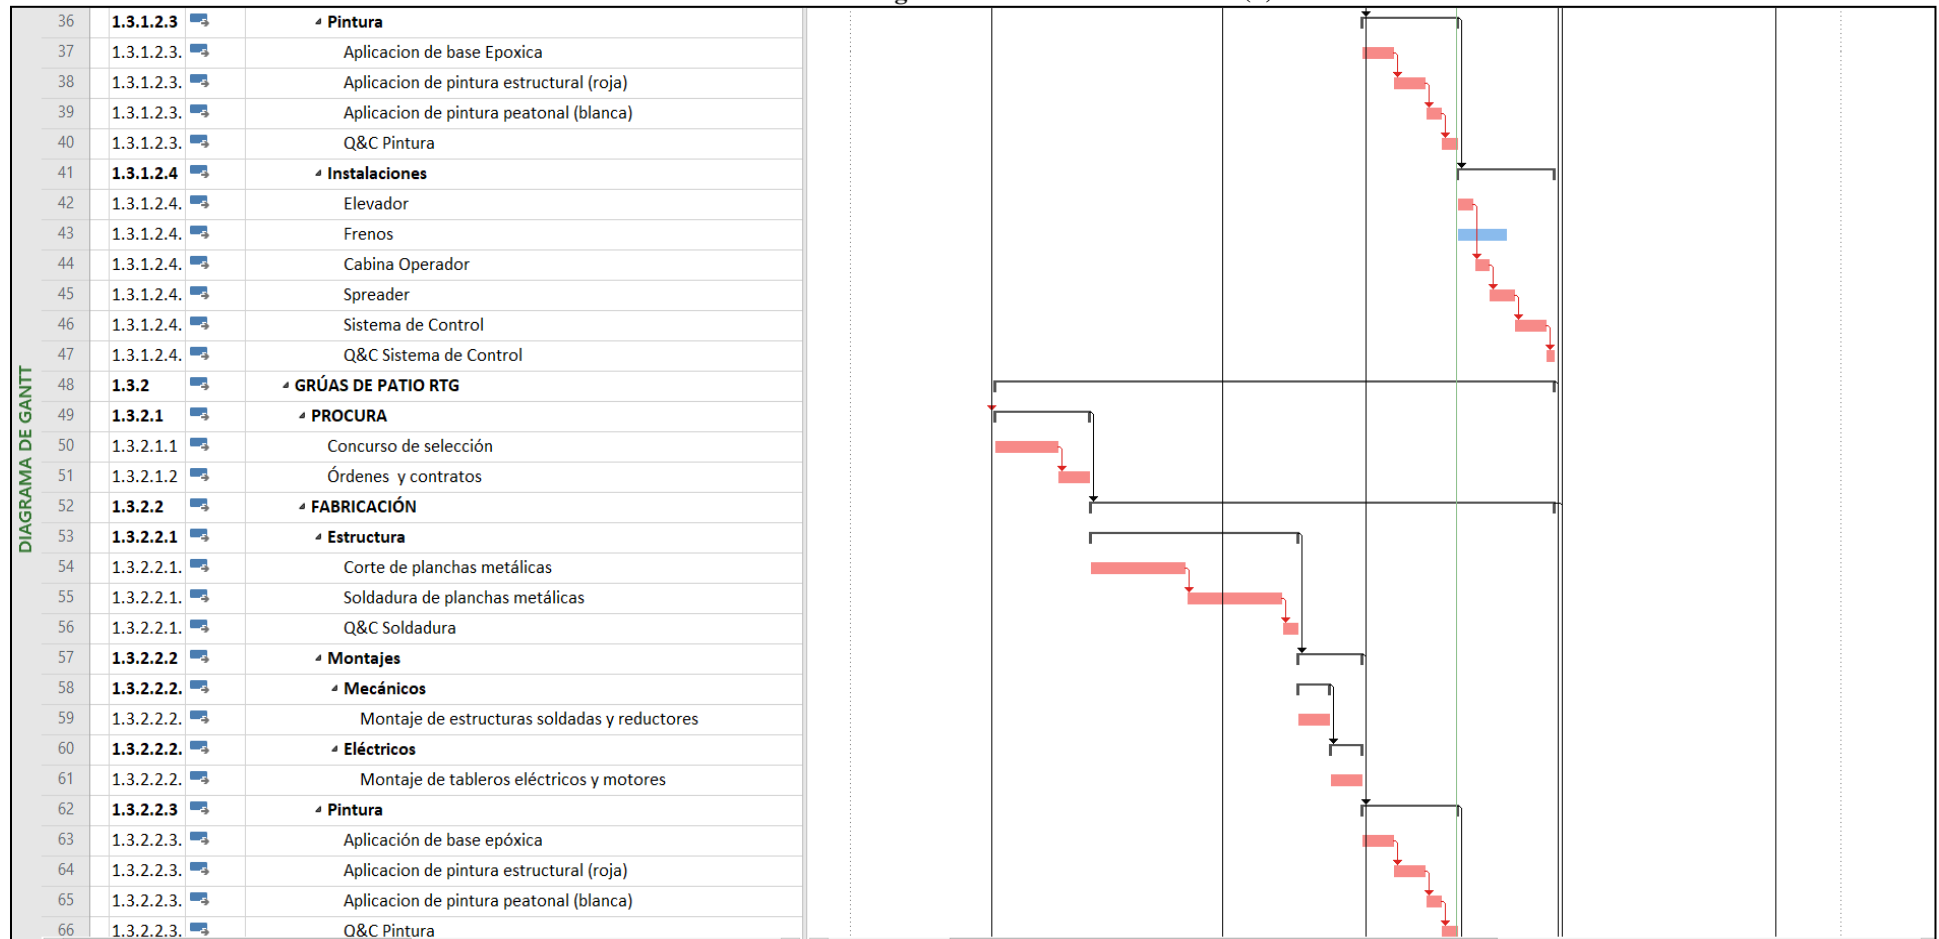 36 1.3.1.2.3 Pintura
37 1.3.1.2.3. Aplicacion de base Epoxica
38 1.3.1.2.3. Aplicacion de pintura estructural (roja)
39 1.3.1.2.3. Aplicacion de pintura peatonal (blanca)
40 1.3.1.2.3. Q&C Pintura
41 1.3.1.2.4 Instalaciones
42 1.3.1.2.4. Elevador
43 1.3.1.2.4. Frenos
44 1.3.1.2.4. Cabina Operador
45 1.3.1.2.4. Spreader
46 1.3.1.2.4. Sistema de Control
47 1.3.1.2.4. Q&C Sistema de Control
48 1.3.2 GRÚAS DE PATIO RTG
49 1.3.2.1 PROCURA
50 1.3.2.1.1 Concurso de selección
51 1.3.2.1.2 Órdenes y contratos
52 1.3.2.2 FABRICACIÓN
53 1.3.2.2.1 Estructura
54 1.3.2.2.1. Corte de planchas metálicas
55 1.3.2.2.1. Soldadura de planchas metálicas
56 1.3.2.2.1. Q&C Soldadura
57 1.3.2.2.2 Montajes
58 1.3.2.2.2. Mecánicos
59 1.3.2.2.2. Montaje de estructuras soldadas y reductores
60 1.3.2.2.2. Eléctricos
61 1.3.2.2.2. Montaje de tableros eléctricos y motores
62 1.3.2.2.3 Pintura
63 1.3.2.2.3. Aplicación de base epóxica
64 1.3.2.2.3. Aplicacion de pintura estructural (roja)
65 1.3.2.2.3. Aplicacion de pintura peatonal (blanca)
66 1.3.2.2.3. Q&C Pintura
DIAGRAMA DE GANTT